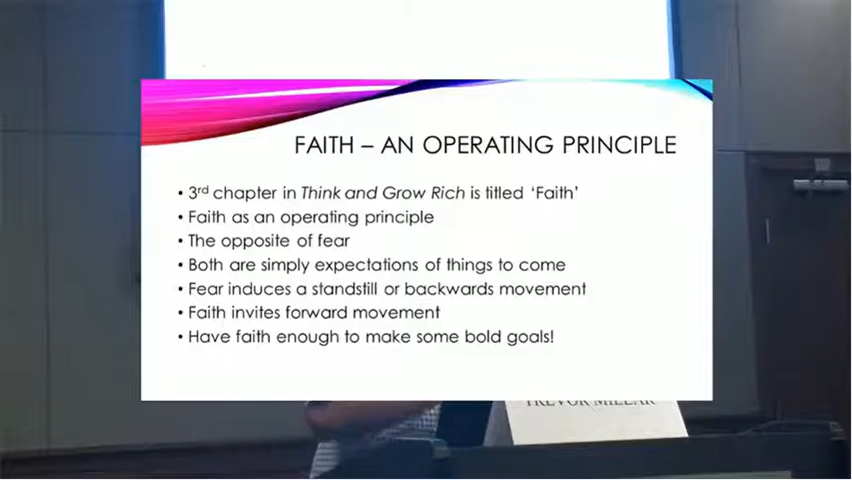 FAITH – AN OPERATING PRINCIPLE
• 3rd chapter in Think and Grow Rich is titled ‘Faith’
• Faith as an operating principle
• The opposite of fear
• Both are simply expectations of things to come
• Fear induces a standstill or backwards movement
• Faith invites forward movement
• Have faith enough to make some bold goals!
TREVOR MILLAR